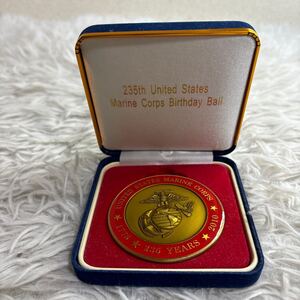 235th United States
Marine Corps Birthday Ball
UNITED STATES MARINE CORPS
1775 ★ 235 YEARS ★ 2010